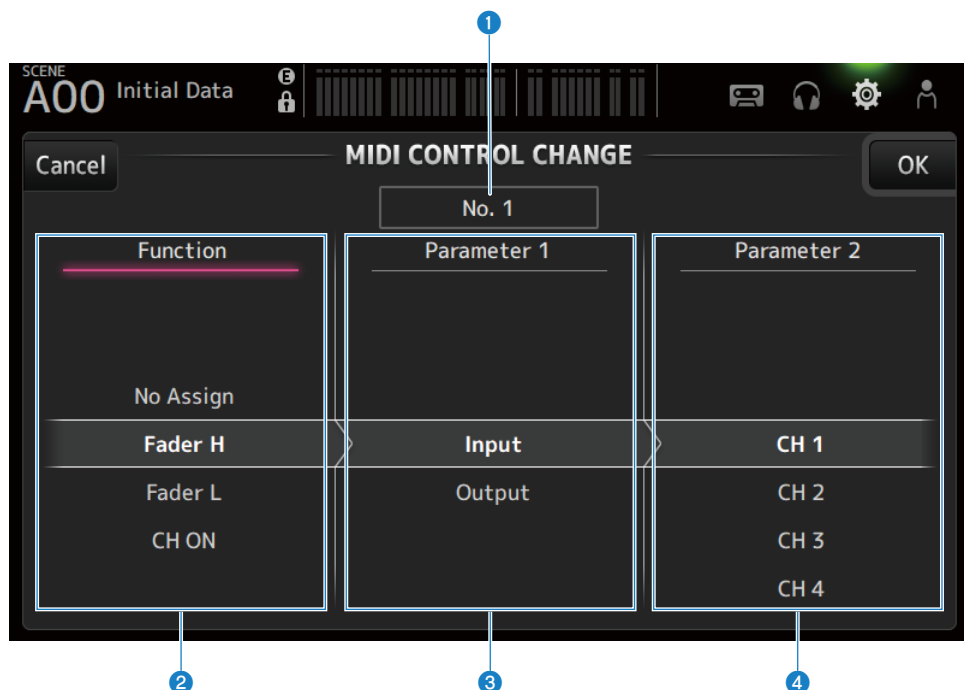 1
SCENE
A00 Initial Data
E
Cancel
MIDI CONTROL CHANGE
OK
No. 1
Function
Parameter 1
Parameter 2
No Assign
Fader H
Input
CH 1
Fader L
Output
CH 2
CH ON
CH 3
CH 4
2
3
4